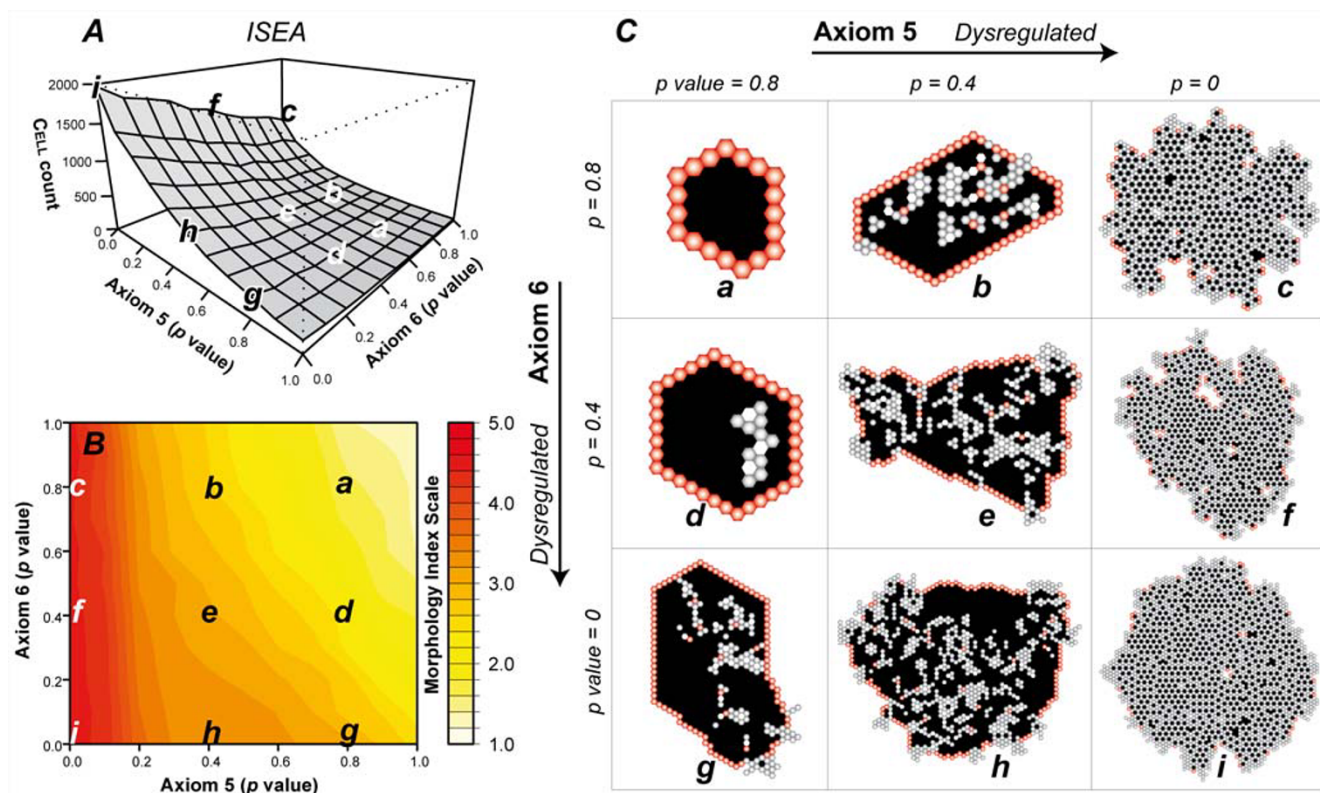 A
ISEA
i
f
c
2000
1500
1000
500
0
CELL count
h
e
b
d
a
g
0.0
0.2
0.4
0.6
0.8
1.0
Axiom 5 (p value)
0.0
0.2
0.4
0.6
0.8
1.0
Axiom 6 (p value)
B
1.0
0.8
0.6
0.4
0.2
0.0
Axiom 6 (p value)
c
b
a
f
e
d
i
h
g
0.0
0.2
0.4
0.6
0.8
1.0
Axiom 5 (p value)
Morphology Index Scale
5.0
4.0
3.0
2.0
1.0
C
Axiom 5 Dysregulated
p value = 0.8
p = 0.4
p = 0
Axiom 6 Dysregulated
p = 0.8
a
b
c
p = 0.4
d
e
f
p value = 0
g
h
i